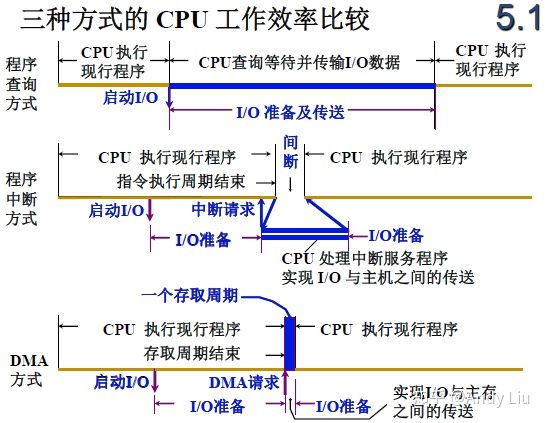 三种方式的 CPU 工作效率比较
5.1
程序
查询
方式
CPU执行
现行程序
CPU查询等待并传输I/O数据
CPU 执行
现行程序
启动I/O
I/O 准备及传送
程序
中断
方式
CPU 执行现行程序
间
断
CPU 执行现行程序
指令执行周期结束
启动I/O
中断请求
I/O准备
I/O准备
CPU 处理中断服务程序
实现 I/O 与主机之间的传送
一个存取周期
DMA
方式
CPU 执行现行程序
CPU 执行现行程序
存取周期结束
启动I/O
DMA请求
I/O准备
I/O准备
实现I/O与主存
之间的传送
知乎 @Andy Liu